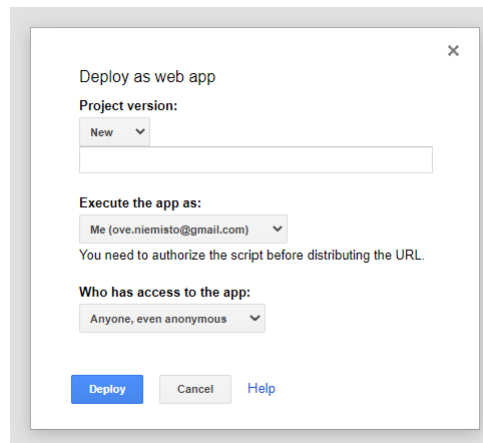 Deploy as web app
Project version:
New
Execute the app as:
Me (ove.niemisto@gmail.com)
You need to authorize the script before distributing the URL.
Who has access to the app:
Anyone, even anonymous
Deploy Cancel Help